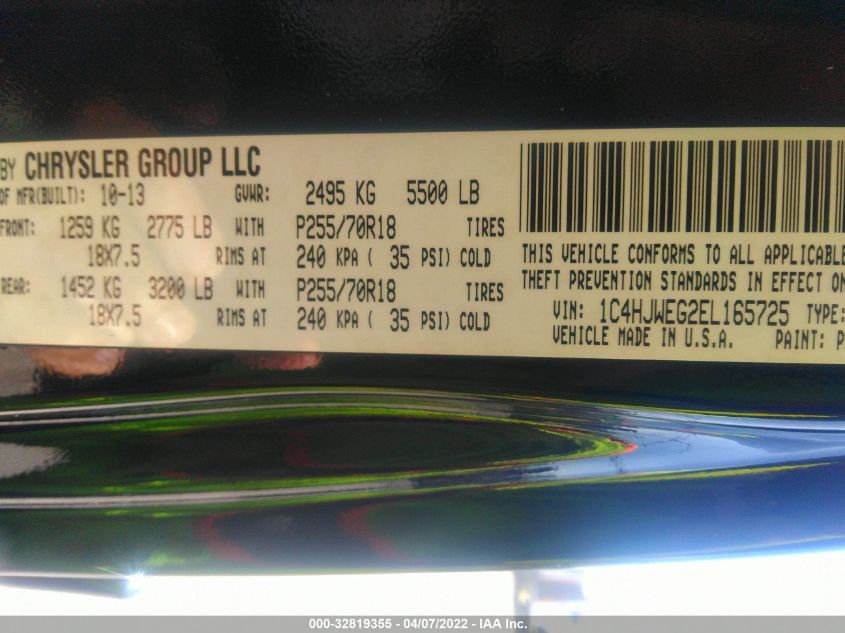 BY CHRYSLER GROUP LLC
OF MFR(BUILT): 10-13 GVWR: 2495 KG 5500 LB
FRONT: 1259 KG 2775 LB WITH P255/70R18 TIRES
18X7.5 RIMS AT 240 KPA ( 35 PSI) COLD
REAR: 1452 KG 3200 LB WITH P255/70R18 TIRES
18X7.5 RIMS AT 240 KPA ( 35 PSI) COLD
THIS VEHICLE CONFORMS TO ALL APPLICABLE
THEFT PREVENTION STANDARDS IN EFFECT ON
VIN: 1C4HJWEG2EL165725 TYPE:
VEHICLE MADE IN U.S.A. PAINT: P
000-32819355 - 04/07/2022 - IAA Inc.